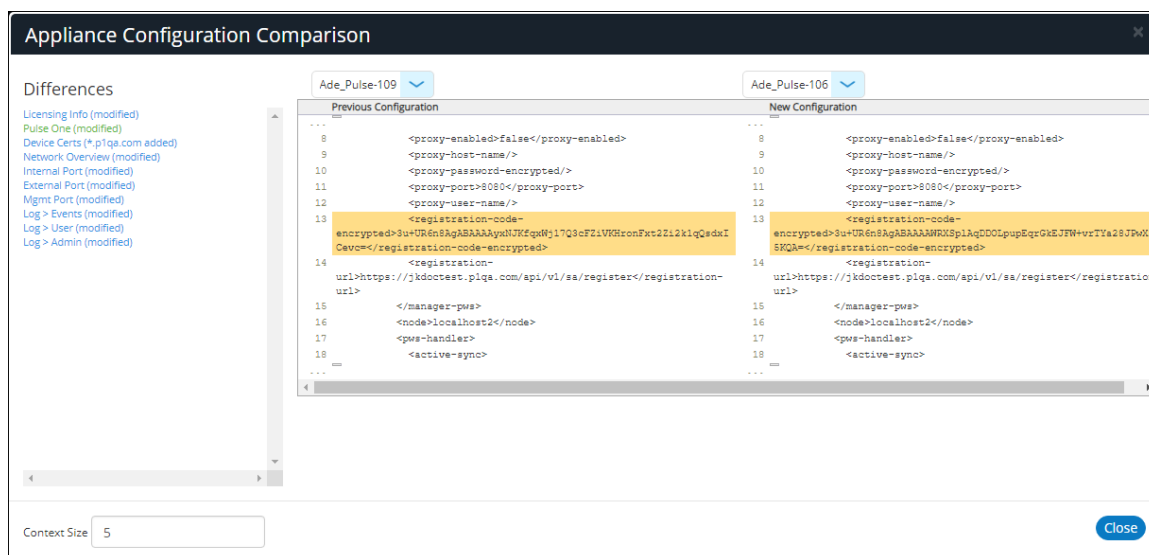 Appliance Configuration Comparison
×
Differences
Licensing Info (modified)
Pulse One (modified)
Device Certs (*.p1qa.com added)
Network Overview (modified)
Internal Port (modified)
External Port (modified)
Mgmt Port (modified)
Log > Events (modified)
Log > User (modified)
Log > Admin (modified)
Ade_Pulse-109
Previous Configuration
...
8 <proxy-enabled>false</proxy-enabled>
9 <proxy-host-name/>
10 <proxy-password-encrypted/>
11 <proxy-port>8080</proxy-port>
12 <proxy-user-name/>
13 <registration-code-
encrypted>3u+UR6n8AgABAAAAyxNJKfqxWj17Q3cFZiVKHronFxt2Zi2k1qQsdxI
Cevc=</registration-code-encrypted>
14 <registration-
url>https://jkdoctest.p1qa.com/api/v1/sa/register</registration-
url>
15 </manager-pws>
16 <node>localhost2</node>
17 <pws-handler>
18 <active-sync>
...
Ade_Pulse-106
New Configuration
...
8 <proxy-enabled>false</proxy-enabled>
9 <proxy-host-name/>
10 <proxy-password-encrypted/>
11 <proxy-port>8080</proxy-port>
12 <proxy-user-name/>
13 <registration-code-
encrypted>3u+UR6n8AgABAAAAWRXSplAqDDOLpupEqrGkEJFW+vrTYa28JPwX
5KQA=</registration-code-encrypted>
14 <registration-
url>https://jkdoctest.p1qa.com/api/v1/sa/register</registratio
url>
15 </manager-pws>
16 <node>localhost2</node>
17 <pws-handler>
18 <active-sync>
...
Context Size 5
Close